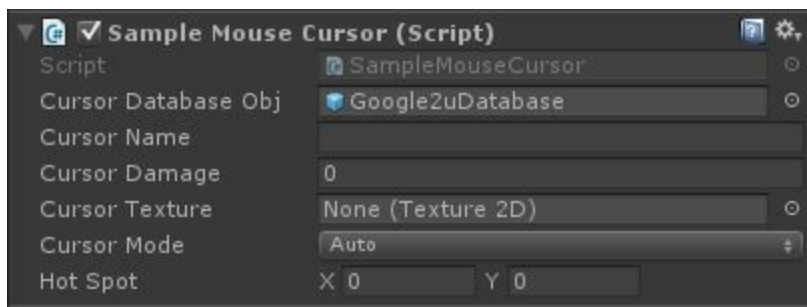 Sample Mouse Cursor (Script)
Script SampleMouseCursor
Cursor Database Obj Google2uDatabase
Cursor Name
Cursor Damage 0
Cursor Texture None (Texture 2D)
Cursor Mode Auto
Hot Spot X 0 Y 0